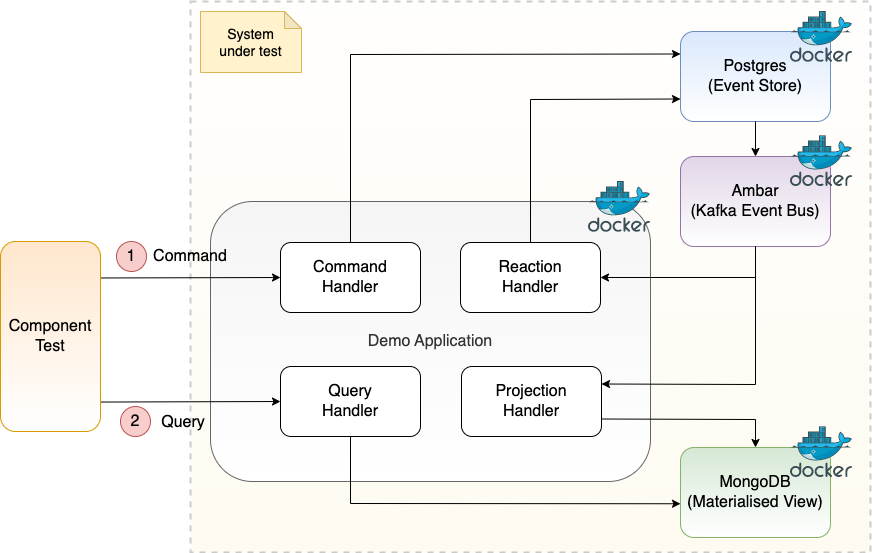 System
under test
docker
Postgres
(Event Store)
docker
Ambar
(Kafka Event Bus)
docker
1
Command
Command
Handler
Reaction
Handler
Component
Test
Demo Application
Query
Handler
Projection
Handler
2
Query
docker
MongoDB
(Materialised View)